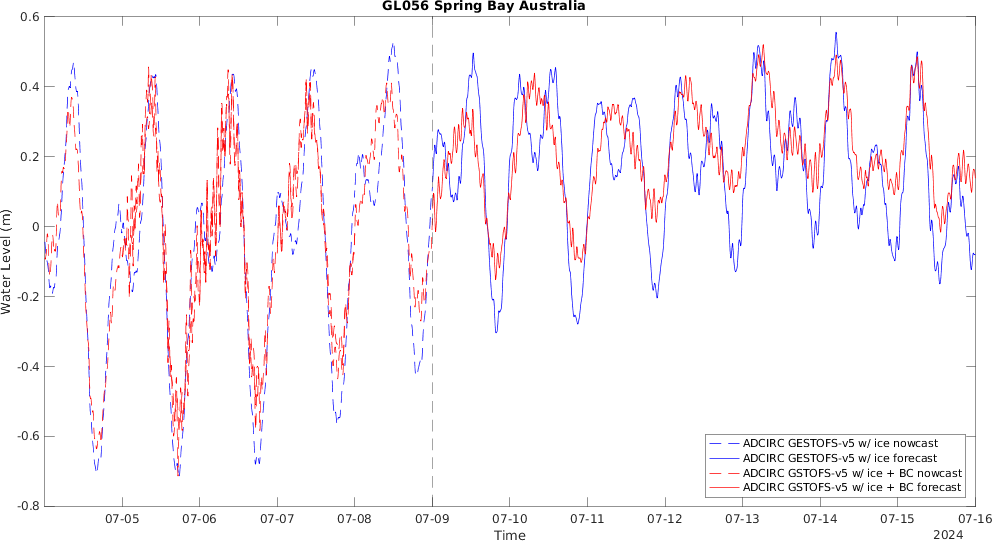 GL056 Spring Bay Australia
0.6
0.4
0.2
0
-0.2
-0.4
-0.6
-0.8
Water Level (m)
ADCIRC GESTOFS-v5 w/ ice nowcast
ADCIRC GESTOFS-v5 w/ ice forecast
ADCIRC GSTOFS-v5 w/ ice + BC nowcast
ADCIRC GSTOFS-v5 w/ ice + BC forecast
07-05 07-06 07-07 07-08 07-09 07-10 07-11 07-12 07-13 07-14 07-15 07-16
Time
2024